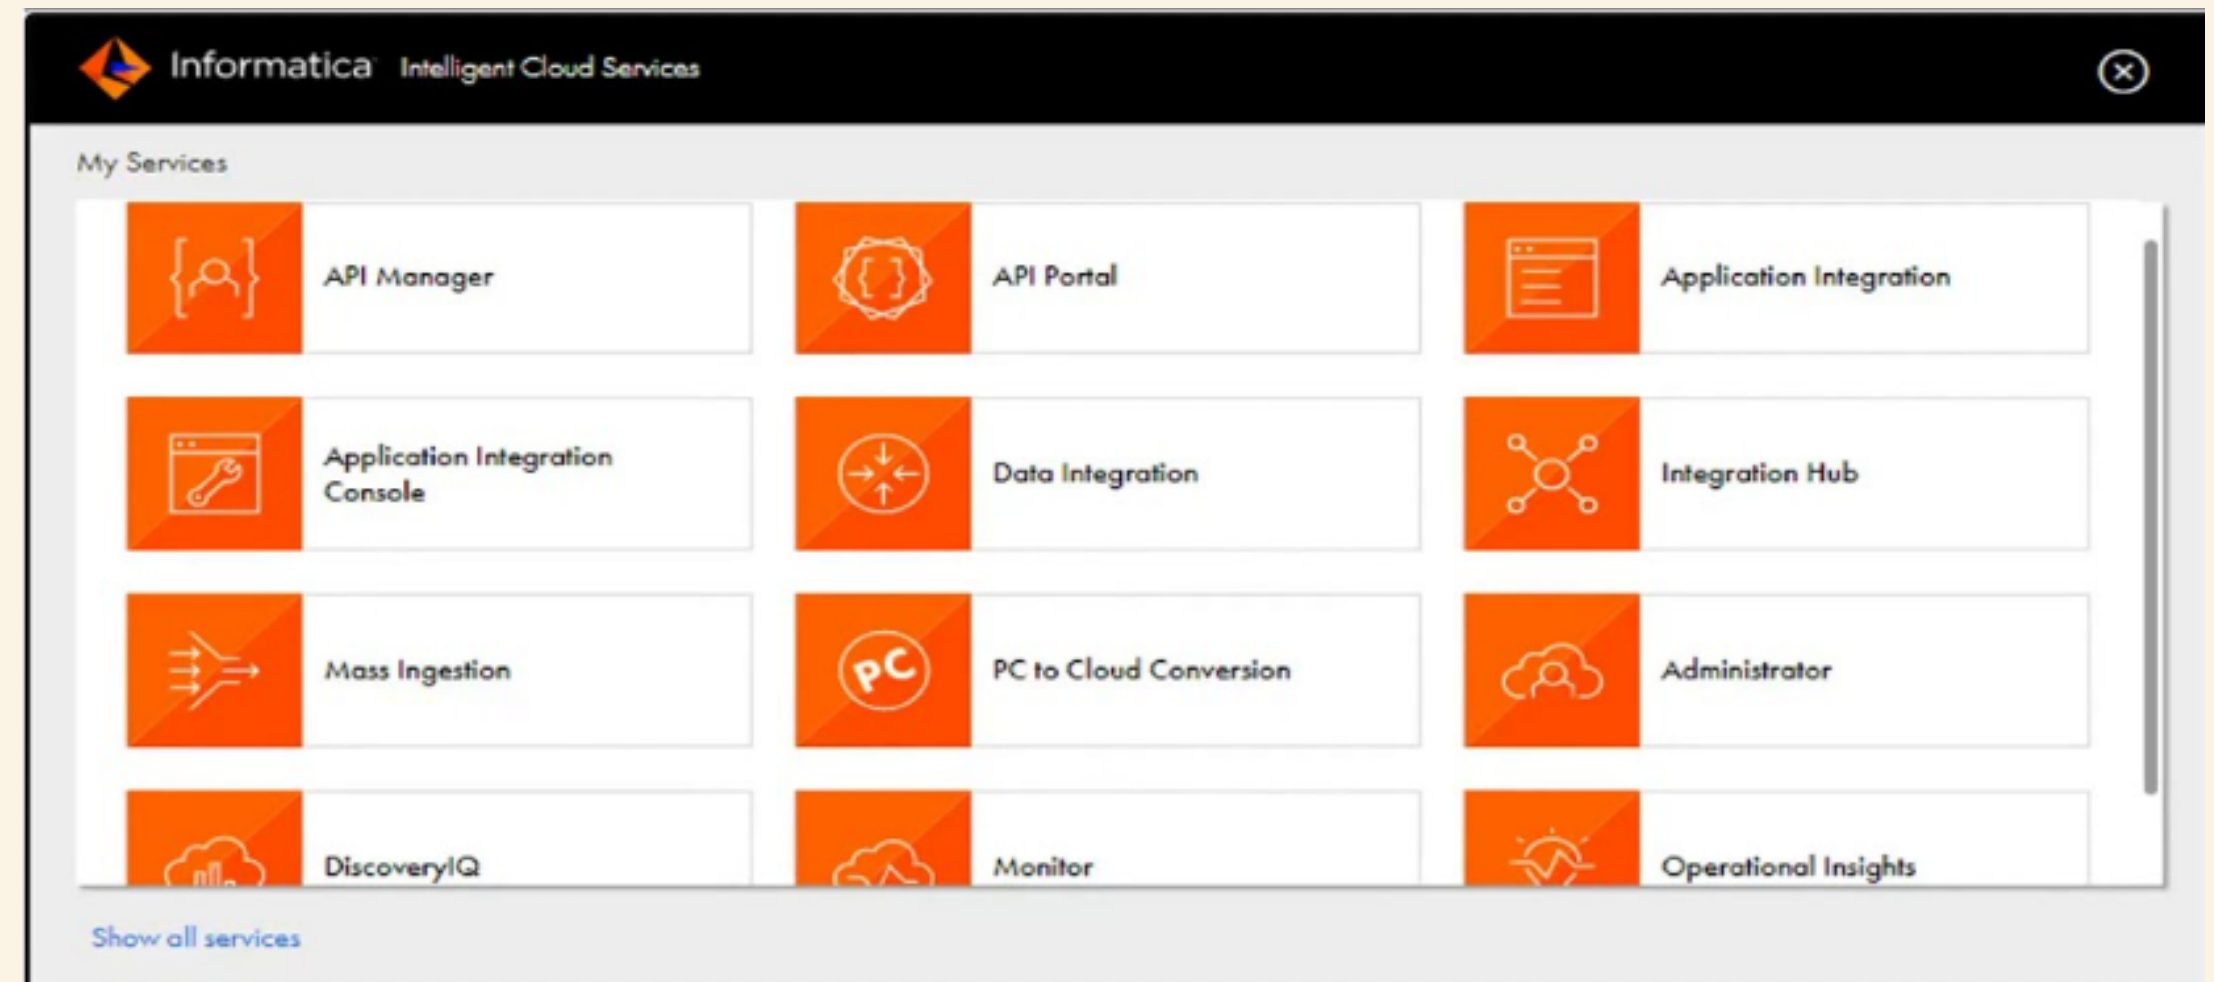 Informatica Intelligent Cloud Services
My Services
API Manager
API Portal
Application Integration
Application Integration
Console
Data Integration
Integration Hub
Mass Ingestion
PC
PC to Cloud Conversion
Administrator
DiscoveryIQ
Monitor
Operational Insights
Show all services